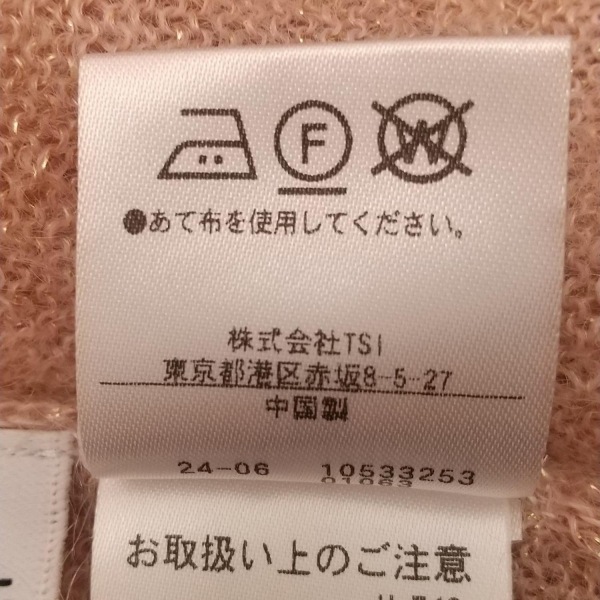 F
W
●あて布を使用してください。
株式会社TSI
東京都港区赤坂8-5-27
中国製
24-06 10533253
01063
お取扱い上のご注意